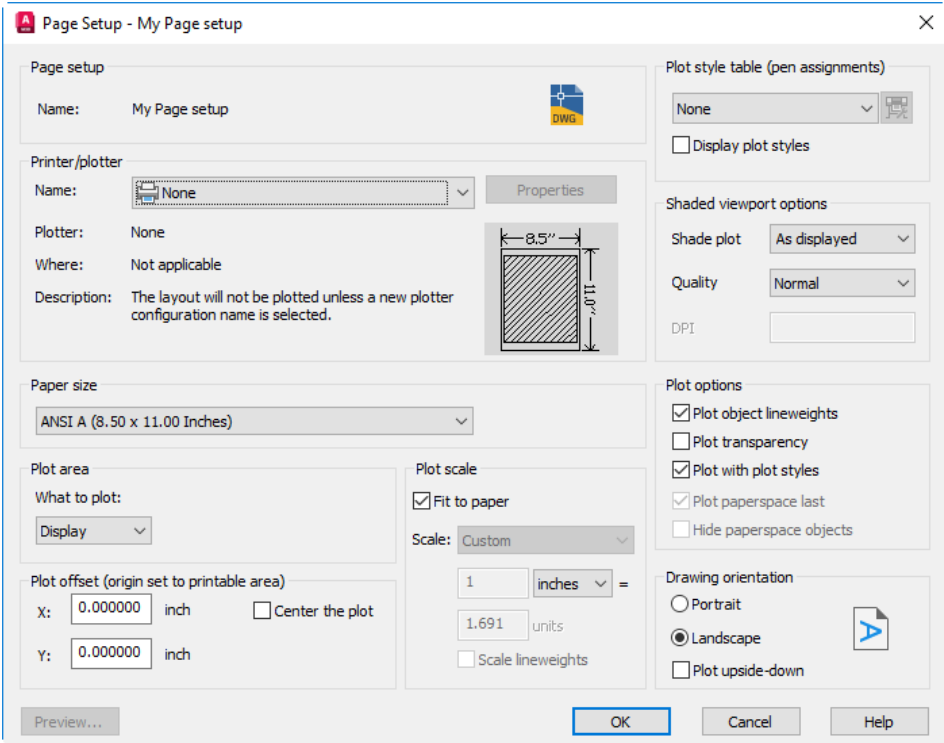 Page Setup - My Page setup
Page setup
Name: My Page setup
DWG
Printer/plotter
Name: None
Properties
Plotter: None
Where: Not applicable
Description: The layout will not be plotted unless a new plotter
configuration name is selected.
8.5″
11.0″
Paper size
ANSI A (8.50 x 11.00 Inches)
Plot area
What to plot:
Display
Plot offset (origin set to printable area)
X: 0.000000 inch
Center the plot
Y: 0.000000 inch
Plot scale
Fit to paper
Scale: Custom
1 inches =
1.691 units
Scale lineweights
Plot style table (pen assignments)
None
Display plot styles
Shaded viewport options
Shade plot As displayed
Quality Normal
DPI
Plot options
Plot object lineweights
Plot transparency
Plot with plot styles
Plot paperspace last
Hide paperspace objects
Drawing orientation
Portrait
Landscape
A
Plot upside-down
Preview...
OK
Cancel
Help